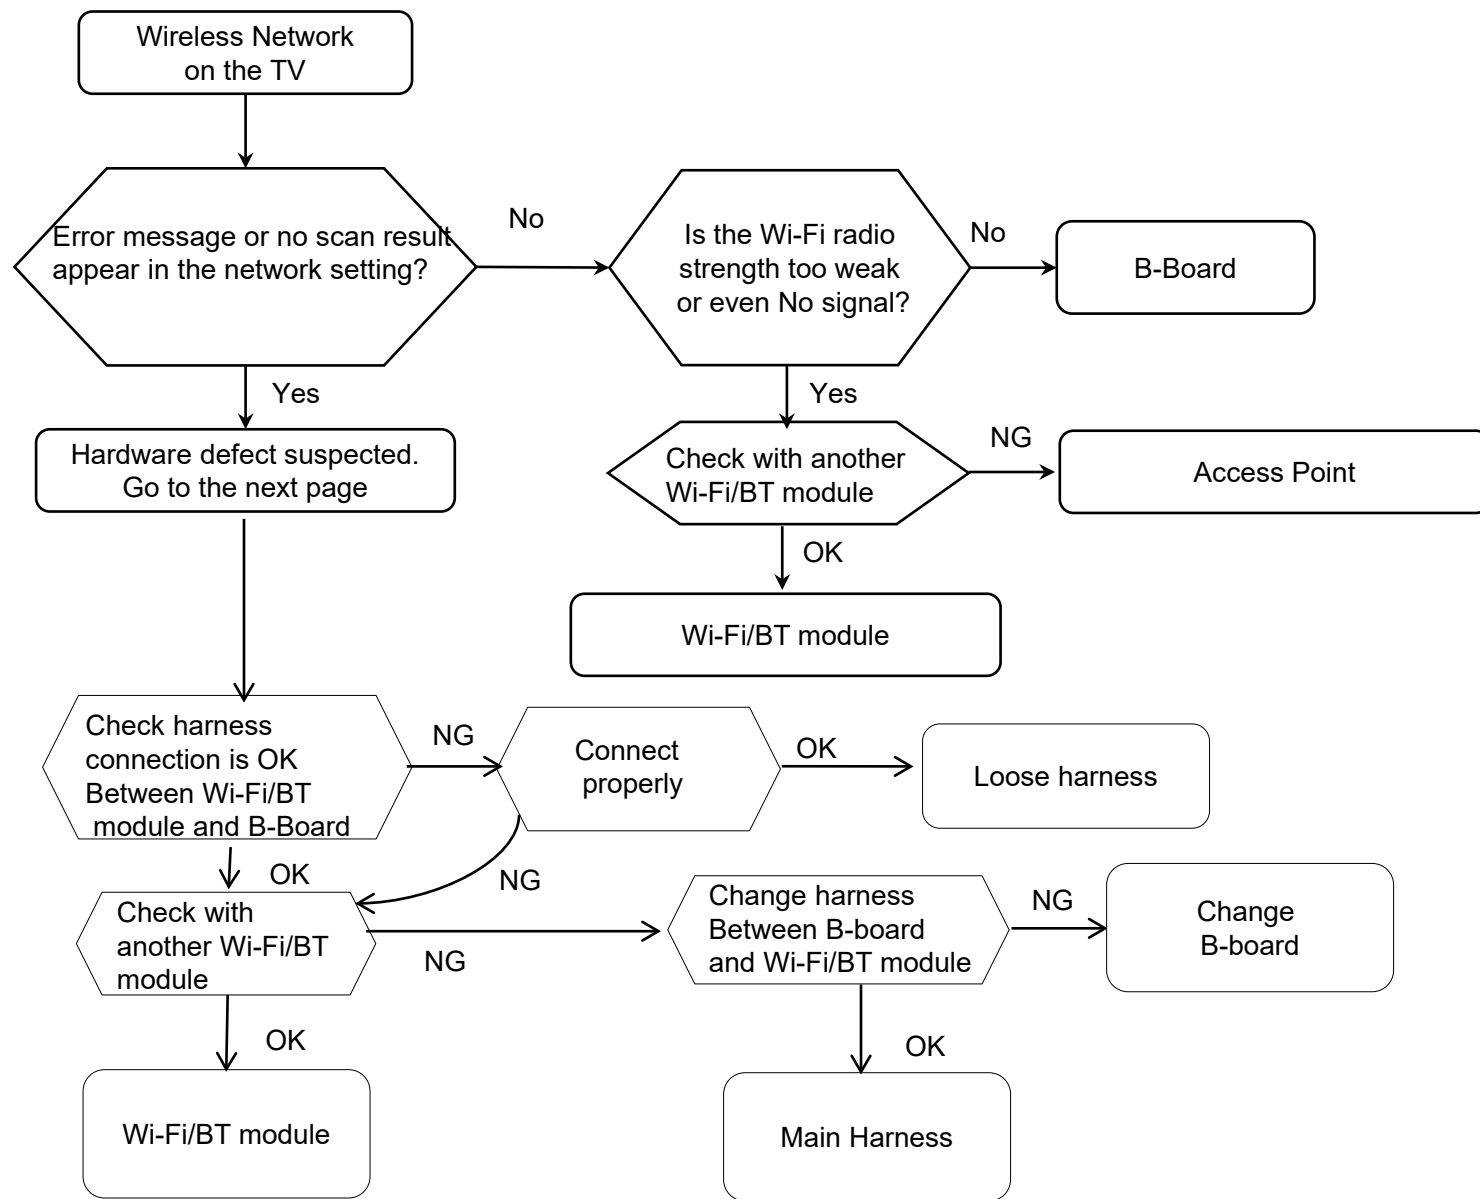 Wireless Network
on the TV
Error message or no scan result
appear in the network setting?
No
Is the Wi-Fi radio
strength too weak
or even No signal?
No
B-Board
Yes
Yes
Hardware defect suspected.
Go to the next page
Check with another
Wi-Fi/BT module
NG
Access Point
OK
Wi-Fi/BT module
Check harness
connection is OK
Between Wi-Fi/BT
module and B-Board
NG
Connect
properly
OK
Loose harness
OK
NG
Check with
another Wi-Fi/BT
module
NG
Change harness
Between B-board
and Wi-Fi/BT module
NG
Change
B-board
OK
OK
Wi-Fi/BT module
Main Harness